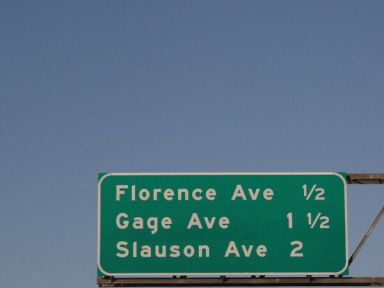 Florence Ave ½
Gage Ave 1 ½
Slauson Ave 2